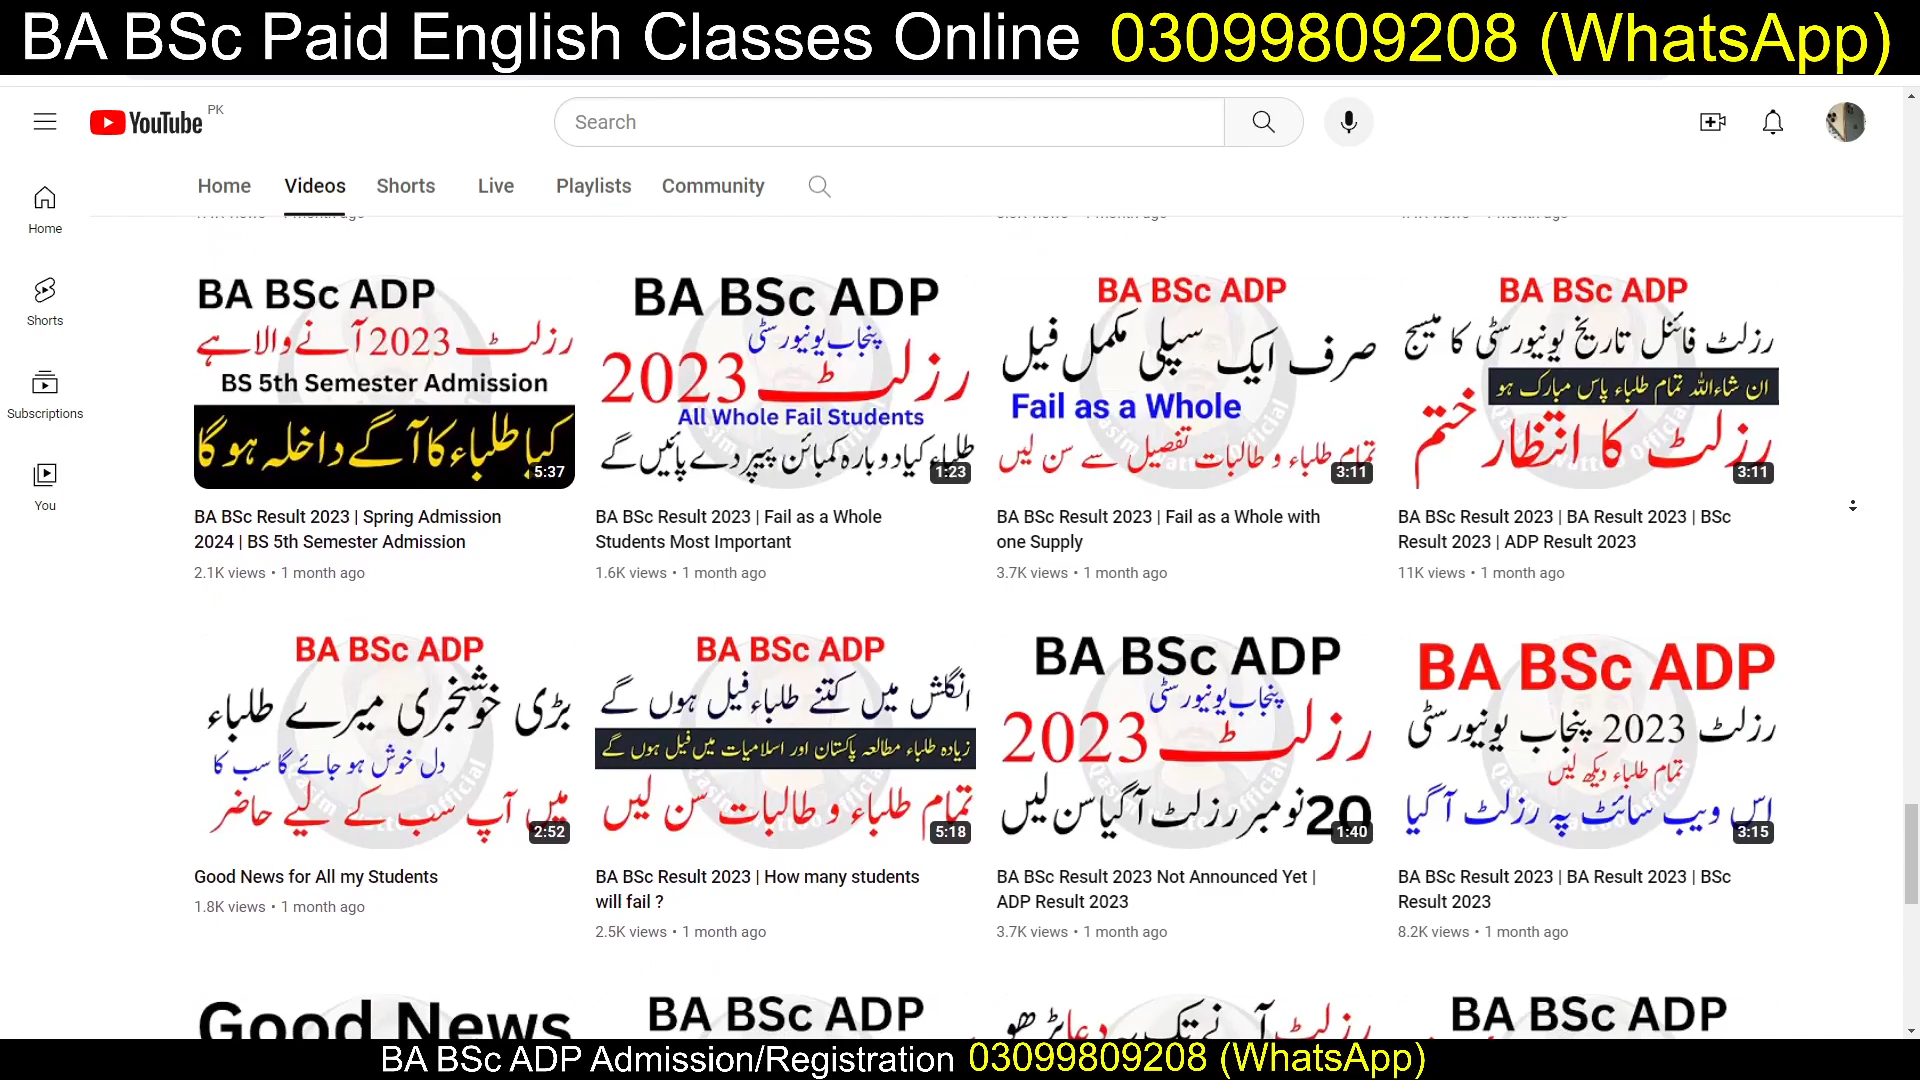 BA BSc Paid English Classes Online 03099809208 (WhatsApp)
YouTube PK
Search
Home Videos Shorts Live Playlists Community
Home
Shorts
Subscriptions
You
BA BSc ADP
رزلٹ 2023 آنے والا ہے
BS 5th Semester Admission
کیا طلباء کا آگے داخلہ ہو گا
5:37
BA BSc Result 2023 | Spring Admission
2024 | BS 5th Semester Admission
2.1K views • 1 month ago
BA BSc ADP
پنجاب یونیورسٹی
رزلٹ 2023
All Whole Fail Students
طلباء کیا دوبارہ کمبائن پیپر دے پائیں گے
1:23
BA BSc Result 2023 | Fail as a Whole
Students Most Important
1.6K views • 1 month ago
BA BSc ADP
صرف ایک سپلی مکمل فیل
Fail as a Whole
تمام طلباء و طالبات تفصیل سے سن لیں
3:11
BA BSc Result 2023 | Fail as a Whole with
one Supply
3.7K views • 1 month ago
BA BSc ADP
رزلٹ فائنل تاریخ یونیورسٹی کا میسج
ان شاءاللہ تمام طلباء پاس مبارک ہو
رزلٹ کا انتظار ختم
3:11
BA BSc Result 2023 | BA Result 2023 | BSc
Result 2023 | ADP Result 2023
11K views • 1 month ago
BA BSc ADP
بڑی خوشخبری میرے طلباء
دل خوش ہو جائے گا سب کا
میں آپ سب کے لیے حاضر
2:52
Good News for All my Students
1.8K views • 1 month ago
BA BSc ADP
انگلش میں کتنے طلباء فیل ہوں گے
زیادہ طلباء مطالعہ پاکستان اور اسلامیات میں فیل ہوں گے
تمام طلباء و طالبات سن لیں
5:18
BA BSc Result 2023 | How many students
will fail ?
2.5K views • 1 month ago
BA BSc ADP
پنجاب یونیورسٹی
رزلٹ 2023
20 نومبر رزلٹ آ گیا سن لیں
1:40
BA BSc Result 2023 Not Announced Yet |
ADP Result 2023
3.7K views • 1 month ago
BA BSc ADP
رزلٹ 2023 پنجاب یونیورسٹی
تمام طلباء دیکھ لیں
اس ویب سائٹ پہ رزلٹ آ گیا
3:15
BA BSc Result 2023 | BA Result 2023 | BSc
Result 2023
8.2K views • 1 month ago
Good News
BA BSc ADP
رزلٹ آنے تک یہ دعا پڑھو
BA BSc ADP
BA BSc ADP Admission/Registration 03099809208 (WhatsApp)